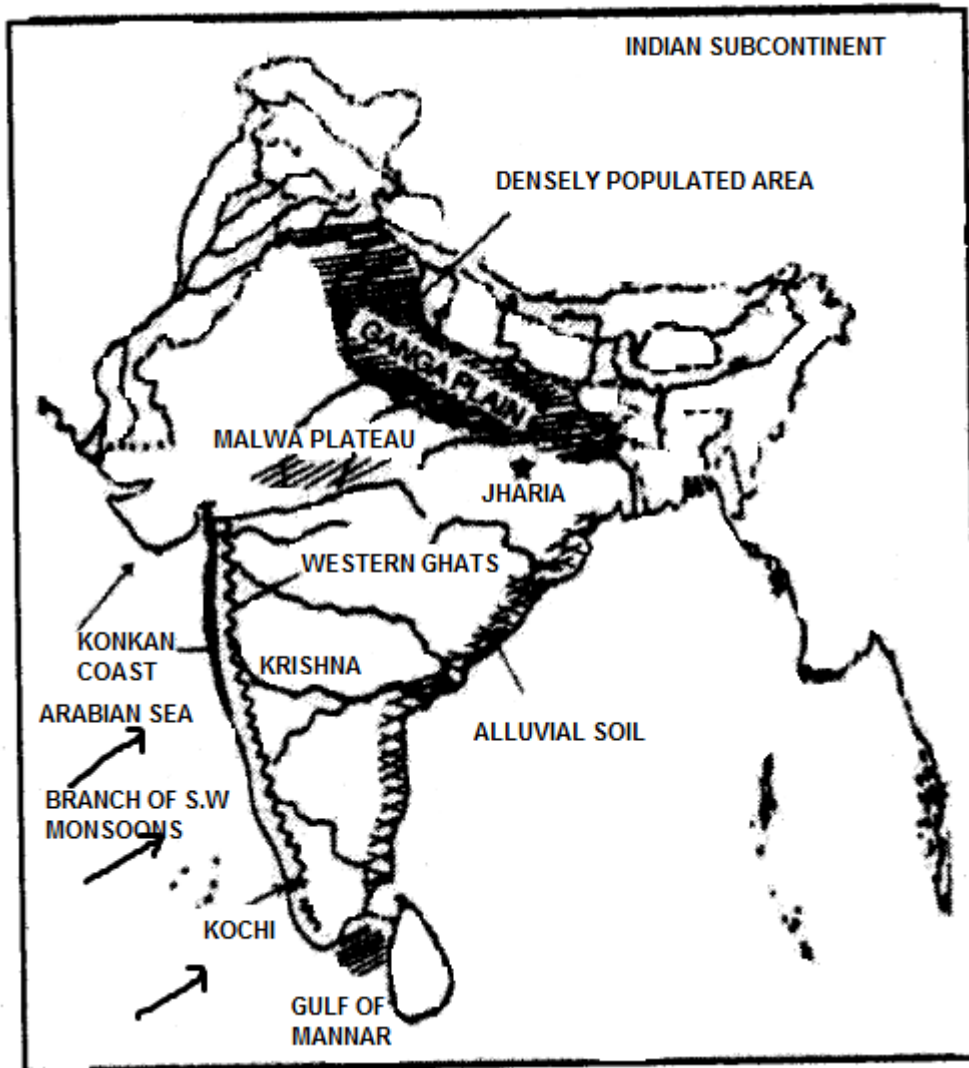 INDIAN SUBCONTINENT
DENSELY POPULATED AREA
GANGA PLAIN
MALWA PLATEAU
JHARIA
WESTERN GHATS
KONKAN
COAST
KRISHNA
ARABIAN SEA
ALLUVIAL SOIL
BRANCH OF S.W
MONSOONS
KOCHI
GULF OF
MANNAR